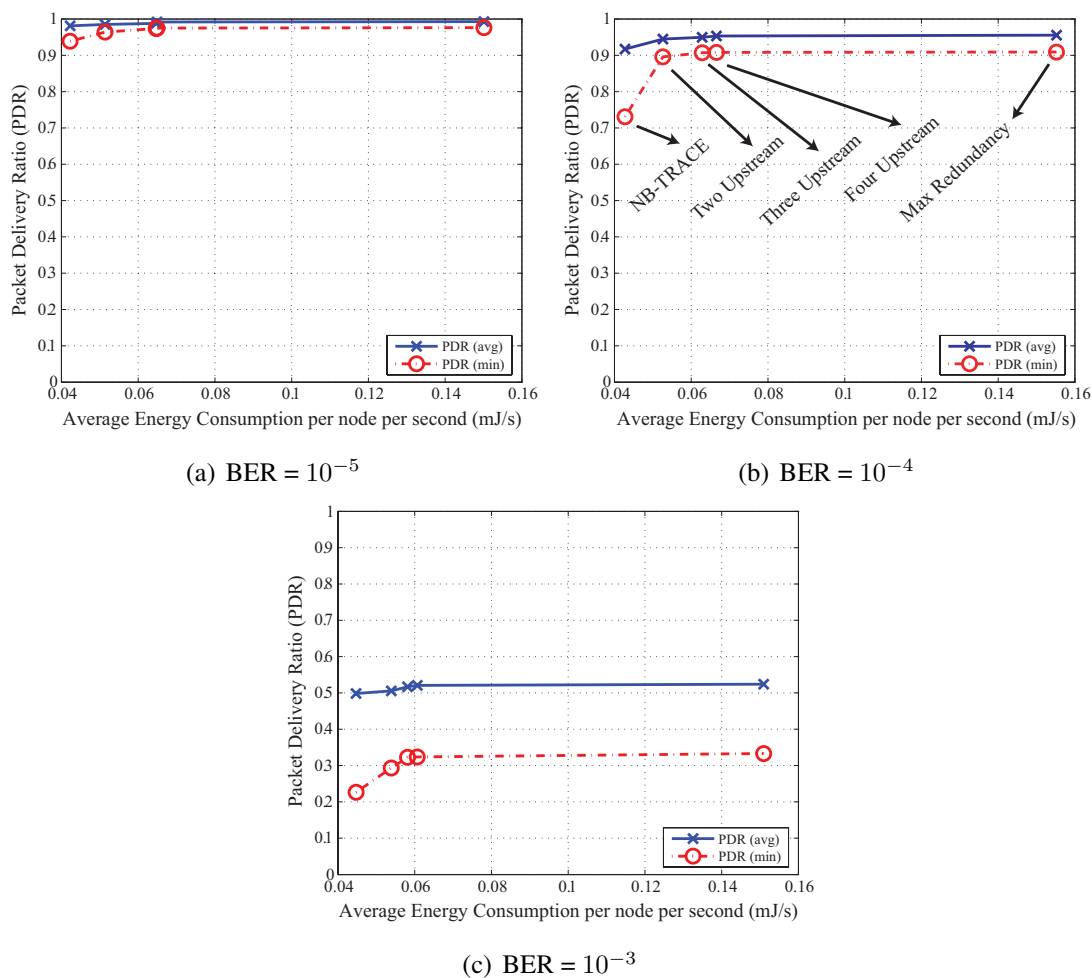 1
0.9
0.8
0.7
0.6
0.5
0.4
0.3
0.2
0.1
0
Packet Delivery Ratio (PDR)
PDR (avg)
PDR (min)
0.04 0.06 0.08 0.1 0.12 0.14 0.16
Average Energy Consumption per node per second (mJ/s)
(a) BER = 10⁻⁵
1
0.9
0.8
0.7
0.6
0.5
0.4
0.3
0.2
0.1
0
Packet Delivery Ratio (PDR)
NB-TRACE
Two Upstream
Three Upstream
Four Upstream
Max Redundancy
PDR (avg)
PDR (min)
0.04 0.06 0.08 0.1 0.12 0.14 0.16
Average Energy Consumption per node per second (mJ/s)
(b) BER = 10⁻⁴
1
0.9
0.8
0.7
0.6
0.5
0.4
0.3
0.2
0.1
0
Packet Delivery Ratio (PDR)
PDR (avg)
PDR (min)
0.04 0.06 0.08 0.1 0.12 0.14 0.16
Average Energy Consumption per node per second (mJ/s)
(c) BER = 10⁻³